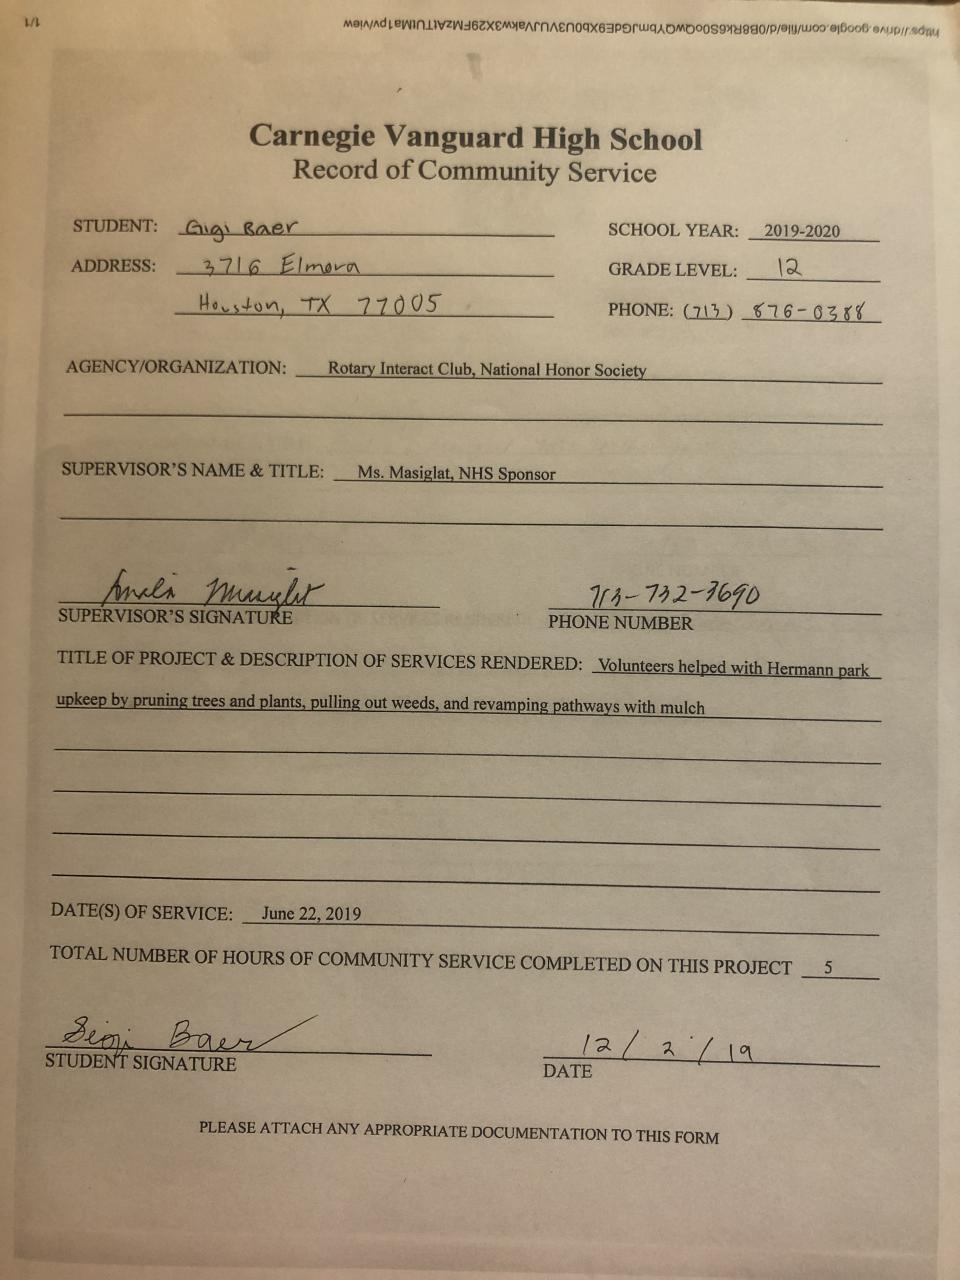 1/1
Carnegie Vanguard High School
Record of Community Service
STUDENT: Gigi Baer
SCHOOL YEAR: 2019-2020
ADDRESS: 3716 Elmora
GRADE LEVEL: 12
Houston, TX 77005
PHONE: (713) 876-0388
AGENCY/ORGANIZATION: Rotary Interact Club, National Honor Society
SUPERVISOR'S NAME & TITLE: Ms. Masiglat, NHS Sponsor
Masiglat 713-732-3690
SUPERVISOR'S SIGNATURE PHONE NUMBER
TITLE OF PROJECT & DESCRIPTION OF SERVICES RENDERED: Volunteers helped with Hermann park
upkeep by pruning trees and plants, pulling out weeds, and revamping pathways with mulch
DATE(S) OF SERVICE: June 22, 2019
TOTAL NUMBER OF HOURS OF COMMUNITY SERVICE COMPLETED ON THIS PROJECT 5
Gigi Baer 12/2/19
STUDENT SIGNATURE DATE
PLEASE ATTACH ANY APPROPRIATE DOCUMENTATION TO THIS FORM